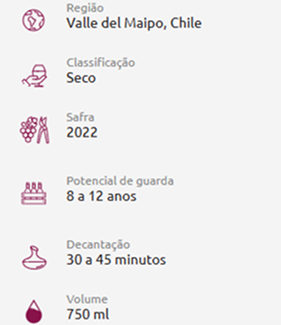 Região
Valle del Maipo, Chile
Classificação
Seco
Safra
2022
Potencial de guarda
8 a 12 anos
Decantação
30 a 45 minutos
Volume
750 ml